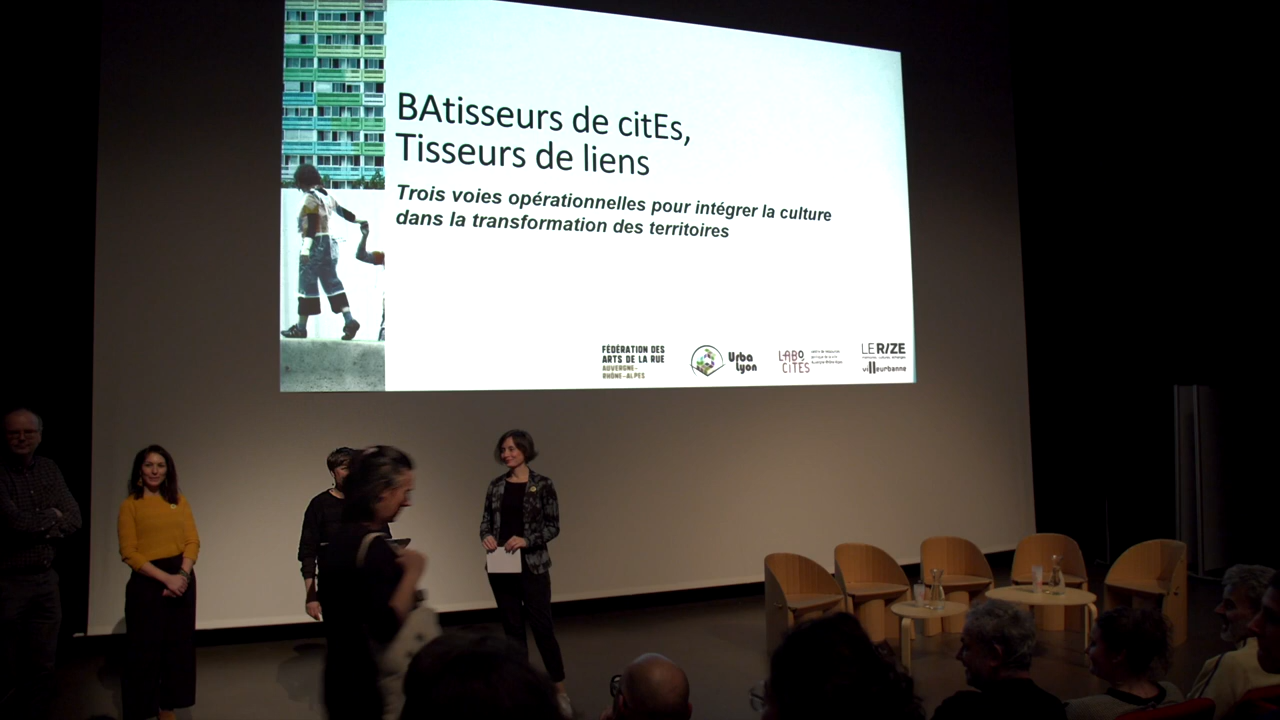 BAtisseurs de citEs,
Tisseurs de liens
Trois voies opérationnelles pour intégrer la culture
dans la transformation des territoires
FÉDÉRATION DES
ARTS DE LA RUE
AUVERGNE-
RHÔNE-ALPES
Urba
Lyon
LABO
CITÉS
LE RIZE
villeurbanne